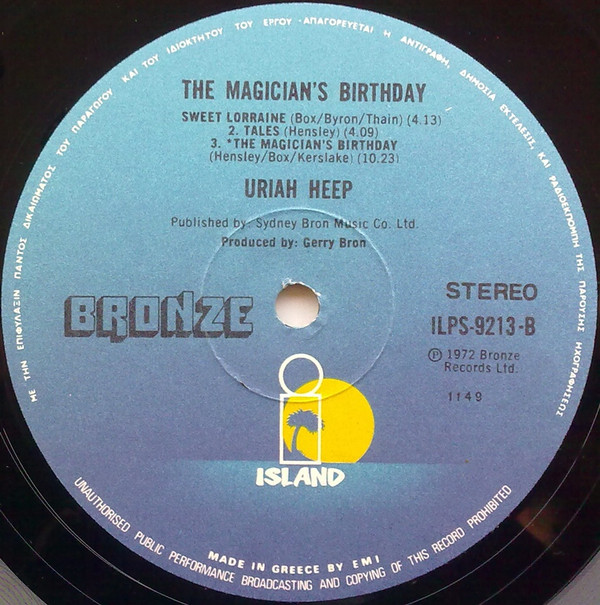 ΜΕ ΤΗΝ ΕΠΙΦΥΛΑΞΙΝ ΠΑΝΤΟΣ ΔΙΚΑΙΩΜΑΤΟΣ ΤΟΥ ΠΑΡΑΓΩΓΟΥ ΚΑΙ ΤΟΥ ΙΔΙΟΚΤΗΤΟΥ ΤΟΥ ΕΡΓΟΥ · ΑΠΑΓΟΡΕΥΕΤΑΙ Η ΑΝΤΙΓΡΑΦΗ, ΔΗΜΟΣΙΑ ΕΚΤΕΛΕΣΙΣ, ΚΑΙ ΡΑΔΙΟΕΚΠΟΜΠΗ ΤΗΣ ΠΑΡΟΥΣΗΣ ΗΧΟΓΡΑΦΗΣΕΩΣ
THE MAGICIAN'S BIRTHDAY
SWEET LORRAINE (Box/Byron/Thain) (4.13)
2. TALES (Hensley) (4.09)
3. *THE MAGICIAN'S BIRTHDAY
(Hensley/Box/Kerslake) (10.23)
URIAH HEEP
Published by: Sydney Bron Music Co. Ltd.
Produced by: Gerry Bron
BRONZE
STEREO
ILPS-9213-B
℗ 1972 Bronze
Records Ltd.
1149
i
ISLAND
MADE IN GREECE BY EMI
UNAUTHORISED PUBLIC PERFORMANCE BROADCASTING AND COPYING OF THIS RECORD PROHIBITED